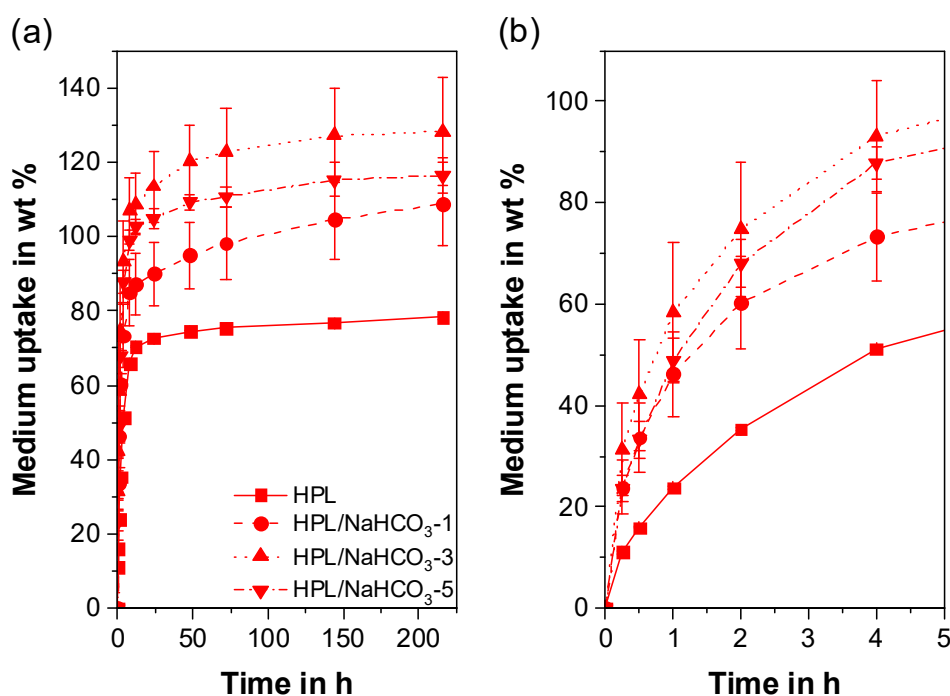 (a)
(b)
Medium uptake in wt %
140
120
100
80
60
40
20
0
HPL
HPL/NaHCO₃-1
HPL/NaHCO₃-3
HPL/NaHCO₃-5
0
50
100
150
200
Time in h
Medium uptake in wt %
100
80
60
40
20
0
0
1
2
3
4
5
Time in h